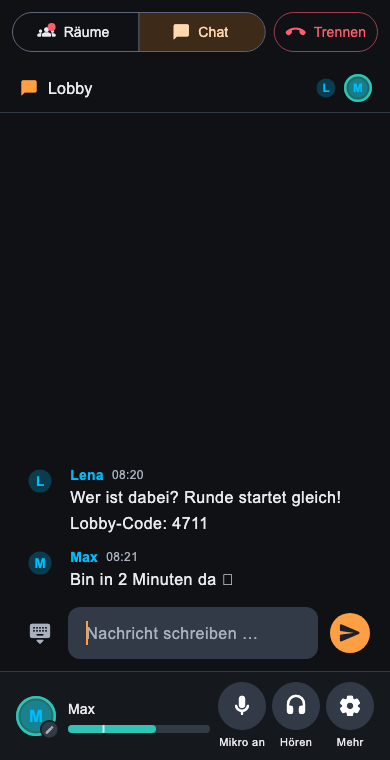 Räume
Chat
Trennen
Lobby
L
M
L
Lena 08:20
Wer ist dabei? Runde startet gleich!
Lobby-Code: 4711
M
Max 08:21
Bin in 2 Minuten da
Nachricht schreiben ...
M
Max
Mikro an
Hören
Mehr